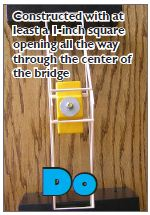 Constructed with at
least a 1-inch square
opening all the way
through the center of
the bridge
Do